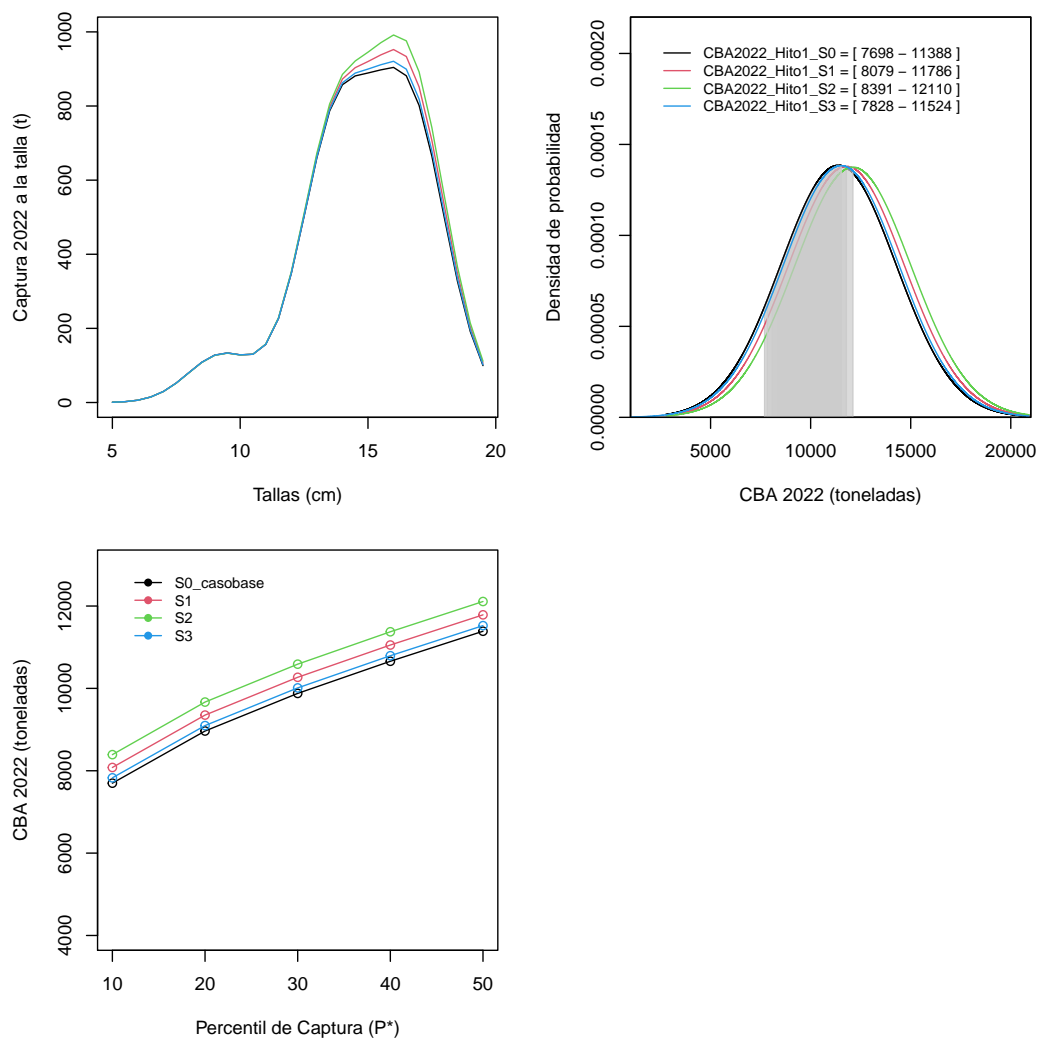 Captura 2022 a la talla (t)
0
200
400
600
800
1000
5
10
15
20
Tallas (cm)
Densidad de probabilidad
0.00000
0.00005
0.00010
0.00015
0.00020
CBA2022_Hito1_S0 = [ 7698 − 11388 ]
CBA2022_Hito1_S1 = [ 8079 − 11786 ]
CBA2022_Hito1_S2 = [ 8391 − 12110 ]
CBA2022_Hito1_S3 = [ 7828 − 11524 ]
5000
10000
15000
20000
CBA 2022 (toneladas)
CBA 2022 (toneladas)
4000
6000
8000
10000
12000
S0_casobase
S1
S2
S3
10
20
30
40
50
Percentil de Captura (P*)